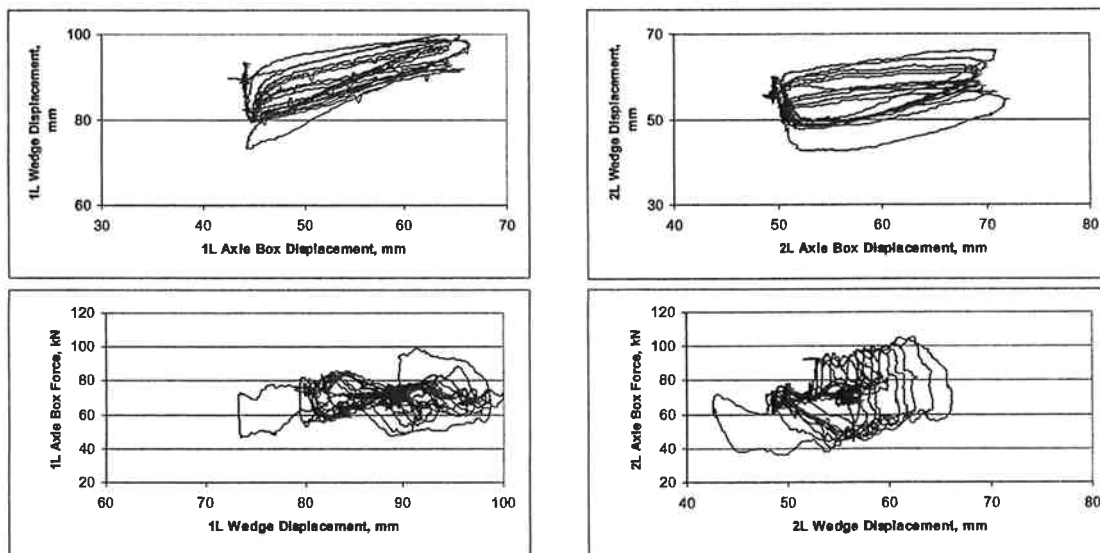 1L Wedge Displacement,
mm
100
80
60
30 40 50 60 70
1L Axle Box Displacement, mm
2L Wedge Displacement,
mm
70
50
30
40 50 60 70 80
2L Axle Box Displacement, mm
1L Axle Box Force, kN
120
100
80
60
40
20
60 70 80 90 100
1L Wedge Displacement, mm
2L Axle Box Force, kN
120
100
80
60
40
20
40 50 60 70 80
2L Wedge Displacement, mm